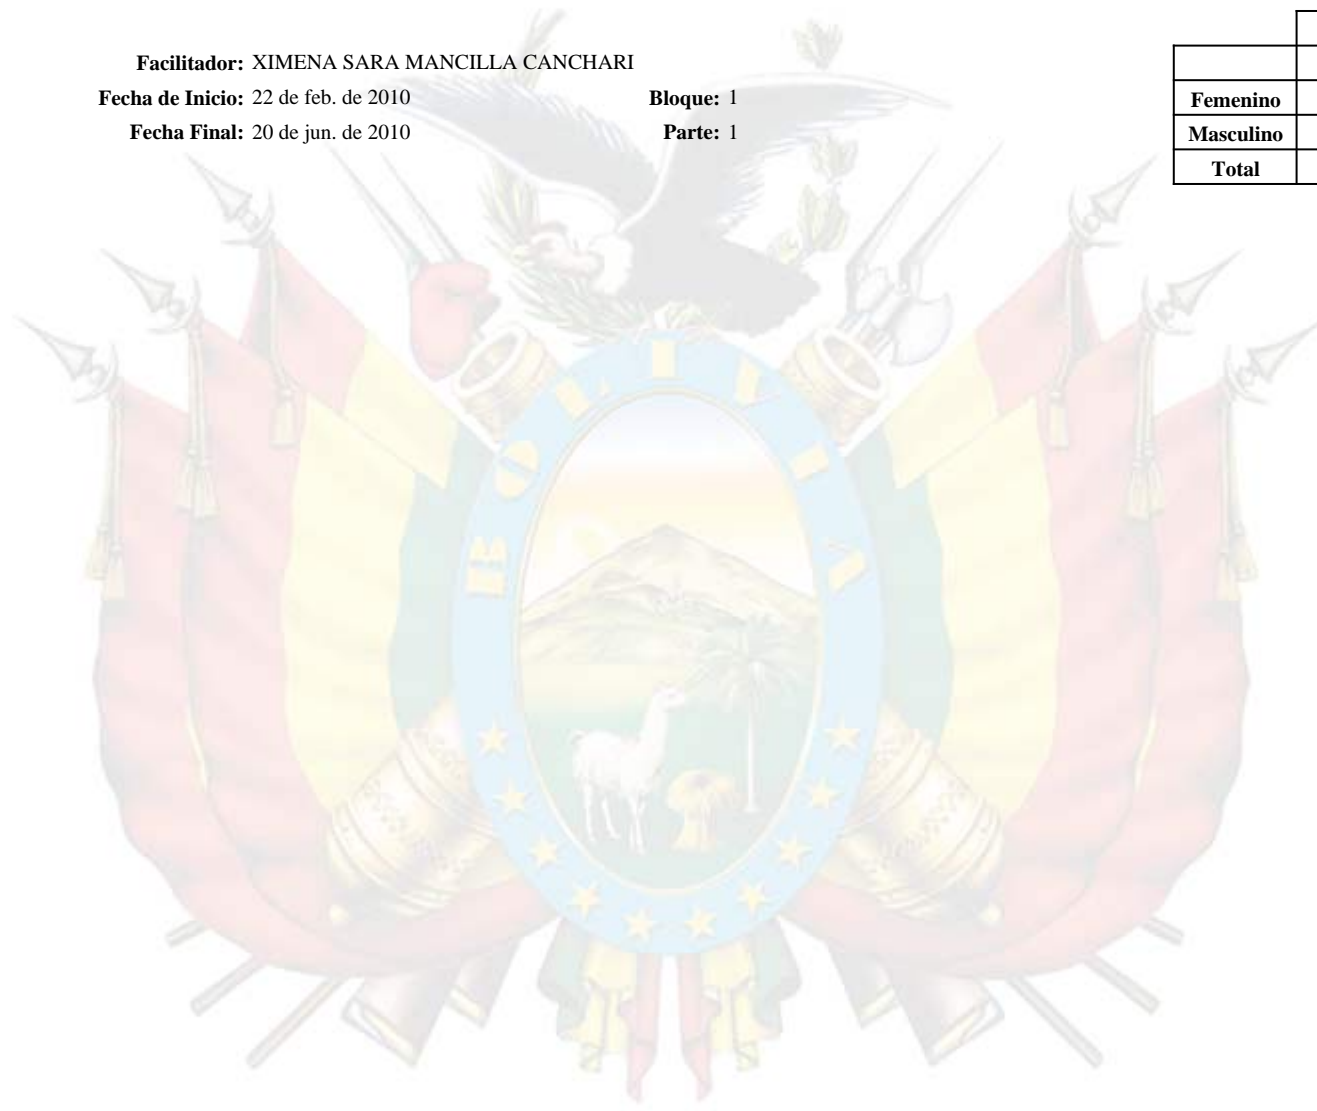 Facilitador: XIMENA SARA MANCILLA CANCHARI
Fecha de Inicio: 22 de feb. de 2010 Bloque: 1
Fecha Final: 20 de jun. de 2010 Parte: 1
Femenino
Masculino
Total
BOLIVIA